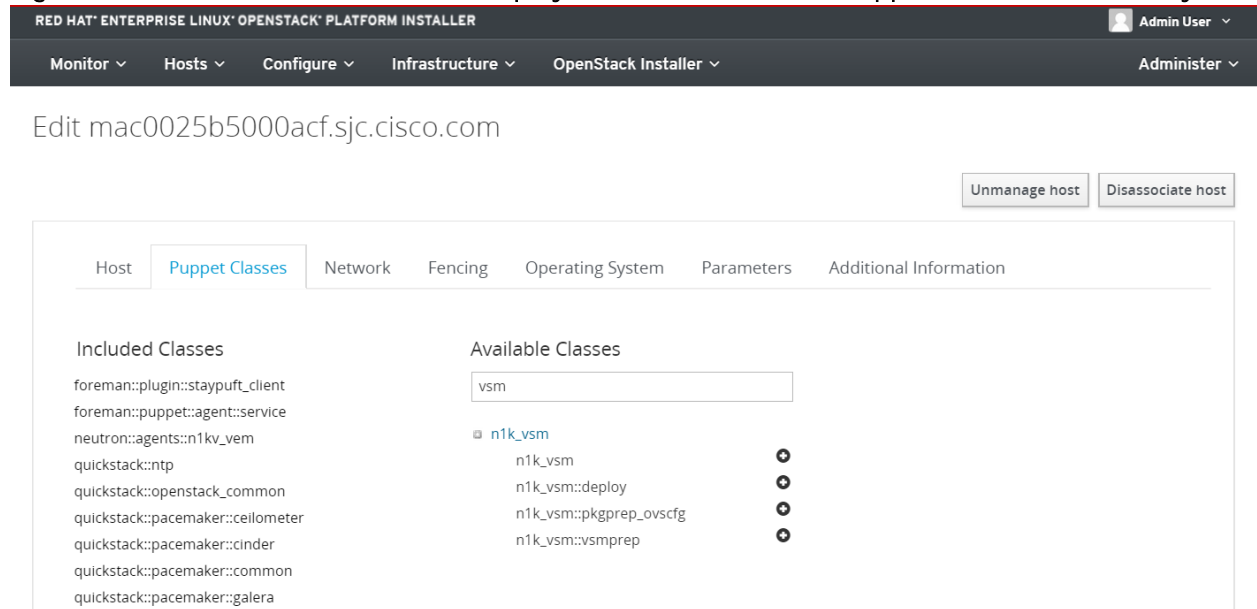 RED HAT® ENTERPRISE LINUX® OPENSTACK® PLATFORM INSTALLER
Admin User
Monitor Hosts Configure Infrastructure OpenStack Installer Administer
Edit mac0025b5000acf.sjc.cisco.com
Unmanage host Disassociate host
Host Puppet Classes Network Fencing Operating System Parameters Additional Information
Included Classes
foreman::plugin::staypuft_client
foreman::puppet::agent::service
neutron::agents::n1kv_vem
quickstack::ntp
quickstack::openstack_common
quickstack::pacemaker::ceilometer
quickstack::pacemaker::cinder
quickstack::pacemaker::common
quickstack::pacemaker::galera
Available Classes
vsm
n1k_vsm
n1k_vsm
n1k_vsm::deploy
n1k_vsm::pkgprep_ovscfg
n1k_vsm::vsmprep